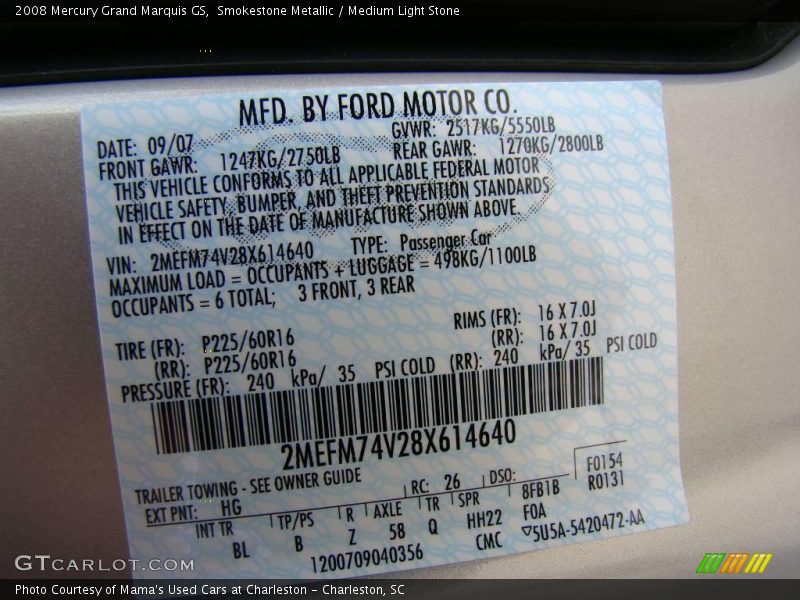 2008 Mercury Grand Marquis GS, Smokestone Metallic / Medium Light Stone
MFD. BY FORD MOTOR CO.
DATE: 09/07 GVWR: 2517KG/5550LB
FRONT GAWR: 1247KG/2750LB REAR GAWR: 1270KG/2800LB
THIS VEHICLE CONFORMS TO ALL APPLICABLE FEDERAL MOTOR
VEHICLE SAFETY, BUMPER, AND THEFT PREVENTION STANDARDS
IN EFFECT ON THE DATE OF MANUFACTURE SHOWN ABOVE.
VIN: 2MEFM74V28X614640 TYPE: Passenger Car
MAXIMUM LOAD = OCCUPANTS + LUGGAGE = 498KG/1100LB
OCCUPANTS = 6 TOTAL; 3 FRONT, 3 REAR
TIRE (FR): P225/60R16 RIMS (FR): 16 X 7.0J
(RR): P225/60R16 (RR): 16 X 7.0J
PRESSURE (FR): 240 kPa/ 35 PSI COLD (RR): 240 kPa/ 35 PSI COLD
2MEFM74V28X614640
TRAILER TOWING - SEE OWNER GUIDE
EXT PNT: HG RC: 26 DSO: F0154
R0131
INT TR TP/PS R AXLE TR SPR 8FB1B
BL B Z 58 Q HH22 F0A
1200709040356 CMC ▽5U5A-5420472-AA
GTCARLOT.COM
Photo Courtesy of Mama's Used Cars at Charleston - Charleston, SC